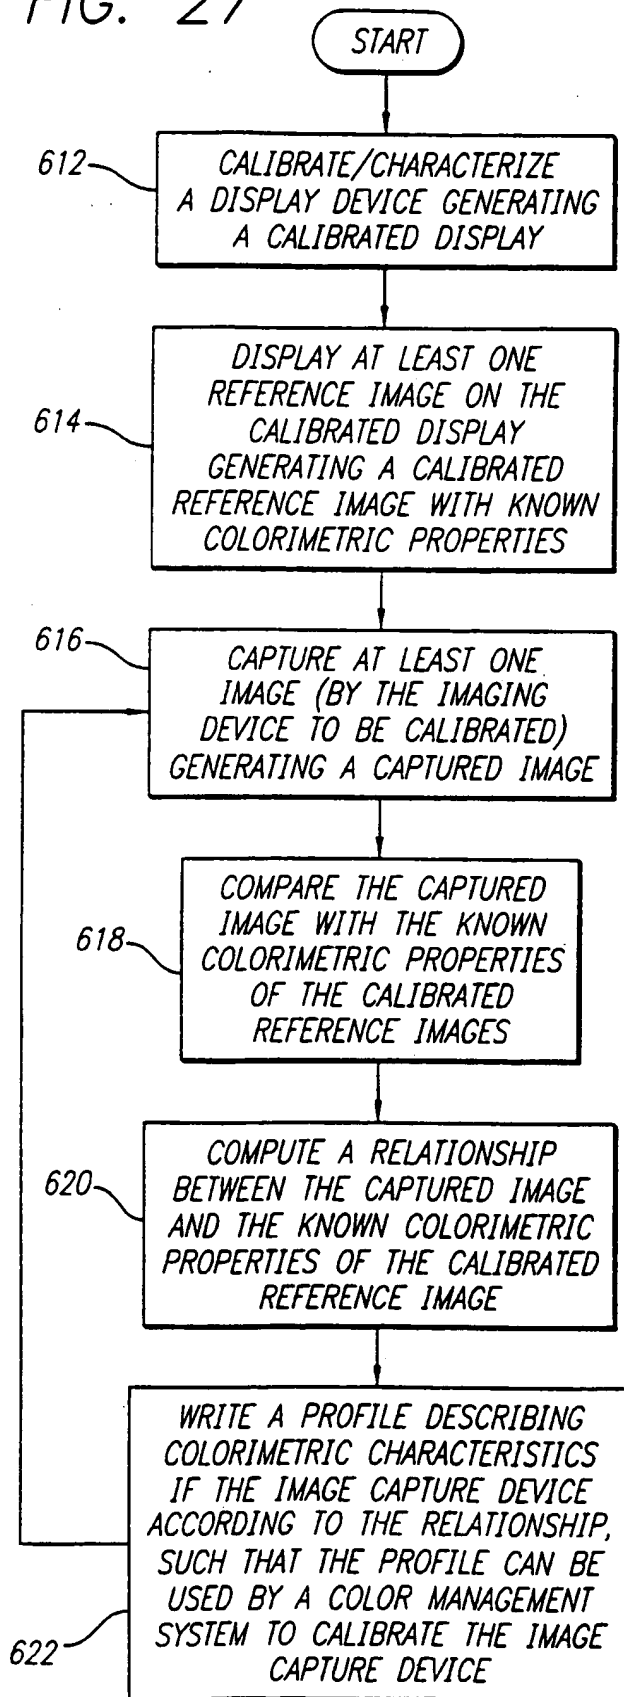 FIG. 27
START
612
CALIBRATE/CHARACTERIZE
A DISPLAY DEVICE GENERATING
A CALIBRATED DISPLAY
614
DISPLAY AT LEAST ONE
REFERENCE IMAGE ON THE
CALIBRATED DISPLAY
GENERATING A CALIBRATED
REFERENCE IMAGE WITH KNOWN
COLORIMETRIC PROPERTIES
616
CAPTURE AT LEAST ONE
IMAGE (BY THE IMAGING
DEVICE TO BE CALIBRATED)
GENERATING A CAPTURED IMAGE
618
COMPARE THE CAPTURED
IMAGE WITH THE KNOWN
COLORIMETRIC PROPERTIES
OF THE CALIBRATED
REFERENCE IMAGES
620
COMPUTE A RELATIONSHIP
BETWEEN THE CAPTURED IMAGE
AND THE KNOWN COLORIMETRIC
PROPERTIES OF THE CALIBRATED
REFERENCE IMAGE
WRITE A PROFILE DESCRIBING
COLORIMETRIC CHARACTERISTICS
IF THE IMAGE CAPTURE DEVICE
ACCORDING TO THE RELATIONSHIP,
SUCH THAT THE PROFILE CAN BE
USED BY A COLOR MANAGEMENT
SYSTEM TO CALIBRATE THE IMAGE
CAPTURE DEVICE
622